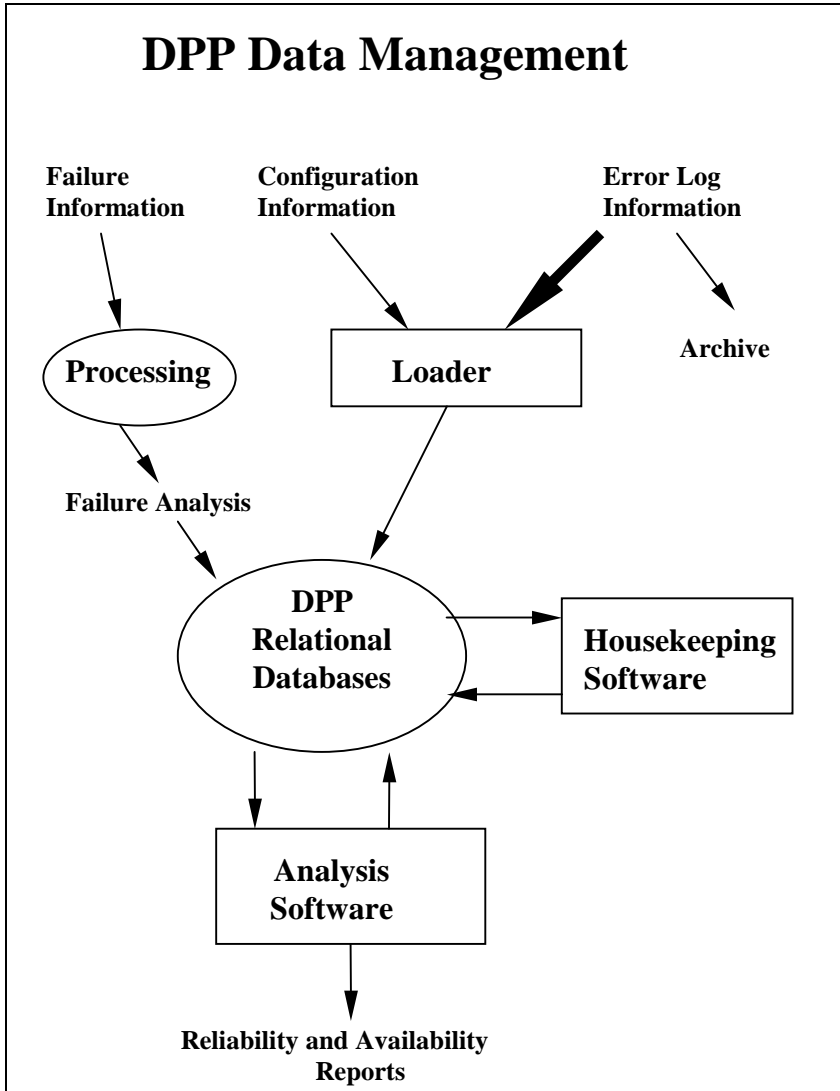 DPP Data Management
Failure
Information
Configuration
Information
Error Log
Information
Processing
Loader
Archive
Failure Analysis
DPP
Relational
Databases
Housekeeping
Software
Analysis
Software
Reliability and Availability
Reports